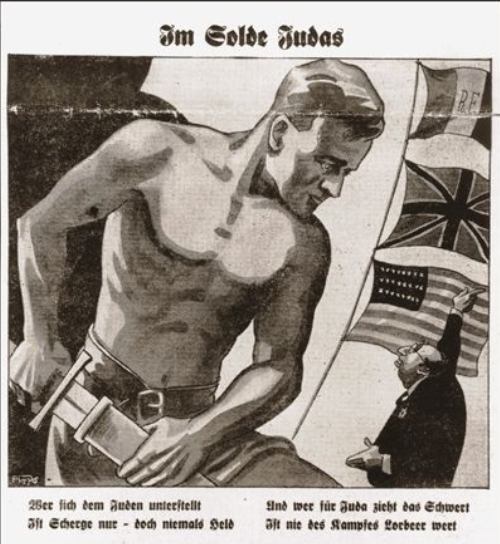 Im Solde Judas
RF
Wer sich dem Juden unterstellt
Ist Scherge nur - doch niemals Held
Und wer für Juda zieht das Schwert
Ist nie des Kampfes Lorbeer wert